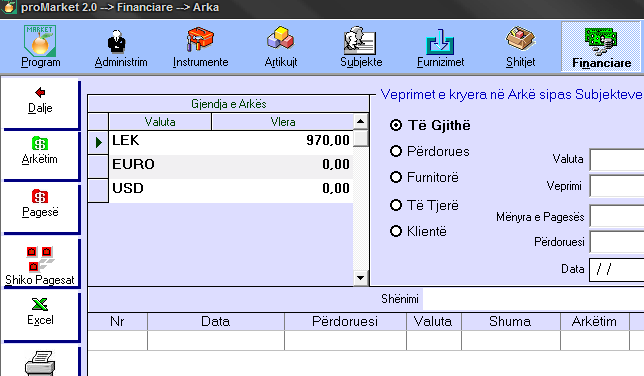 proMarket 2.0 --> Financiare --> Arka
MARKET
Program Administrim Instrumente Artikujt Subjekte Furnizimet Shitjet Financiare
Dalje
Arkëtim
Pagesë
Shiko Pagesat
Excel
Gjendja e Arkës
Valuta Vlera
LEK 970,00
EURO 0,00
USD 0,00
Veprimet e kryera në Arkë sipas Subjekteve
Të Gjithë
Përdorues
Furnitorë
Të Tjerë
Klientë
Valuta
Veprimi
Mënyra e Pagesës
Përdoruesi
Data / /
Shënimi
Nr Data Përdoruesi Valuta Shuma Arkëtim